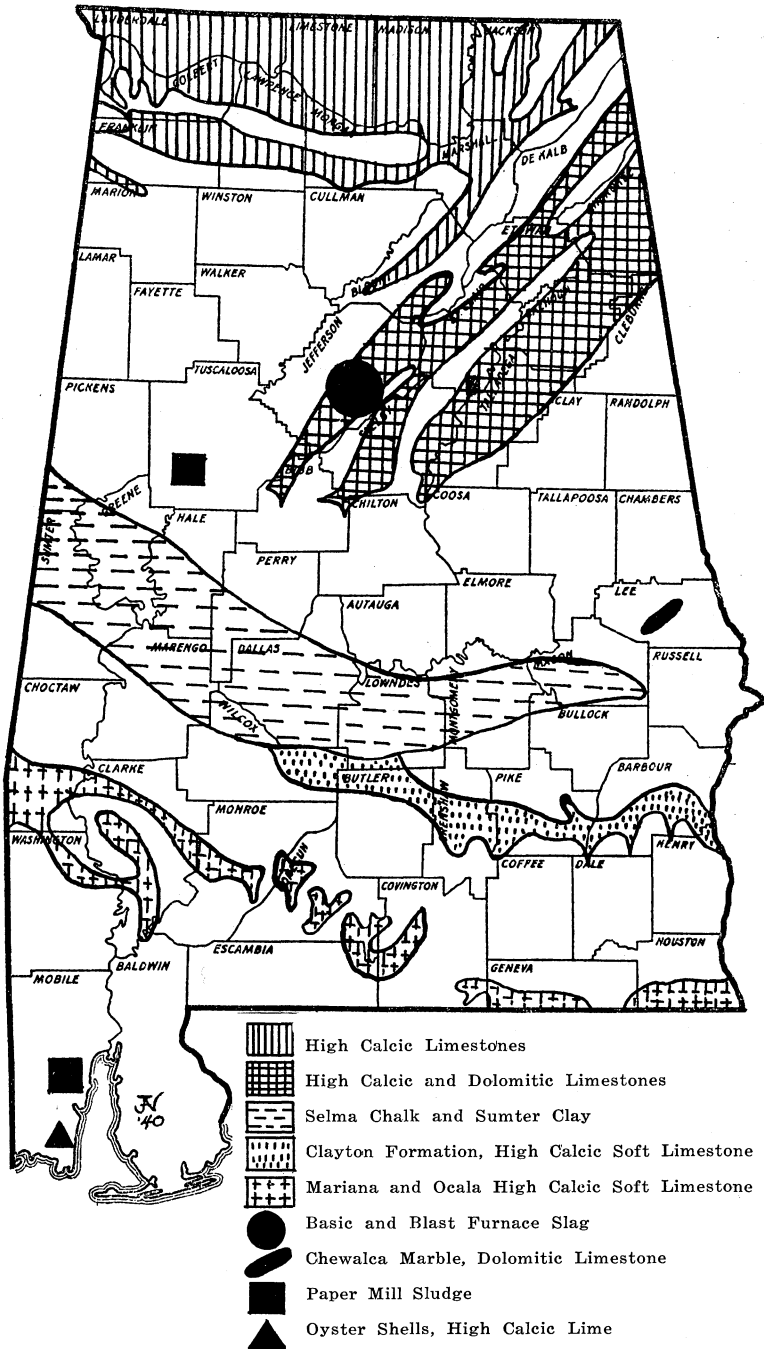 LAUDERDALE
LIMESTONE
MADISON
JACKSON
COLBERT
LAWRENCE
MORGAN
FRANKLIN
MARSHALL
DE KALB
MARION
WINSTON
CULLMAN
ETOWAH
LAMAR
WALKER
FAYETTE
BLOUNT
JEFFERSON
CLEBURNE
TUSCALOOSA
PICKENS
TALLADEGA
CLAY
RANDOLPH
BIBB
GREENE
HALE
CHILTON
COOSA
TALLAPOOSA
CHAMBERS
SUMTER
PERRY
ELMORE
LEE
AUTAUGA
MARENGO
DALLAS
LOWNDES
MACON
RUSSELL
CHOCTAW
WILCOX
MONTGOMERY
BULLOCK
CLARKE
BUTLER
PIKE
BARBOUR
MONROE
CRENSHAW
WASHINGTON
COFFEE
DALE
HENRY
COVINGTON
ESCAMBIA
HOUSTON
BALDWIN
GENEVA
MOBILE
'40
High Calcic Limestones
High Calcic and Dolomitic Limestones
Selma Chalk and Sumter Clay
Clayton Formation, High Calcic Soft Limestone
Mariana and Ocala High Calcic Soft Limestone
Basic and Blast Furnace Slag
Chewalca Marble, Dolomitic Limestone
Paper Mill Sludge
Oyster Shells, High Calcic Lime